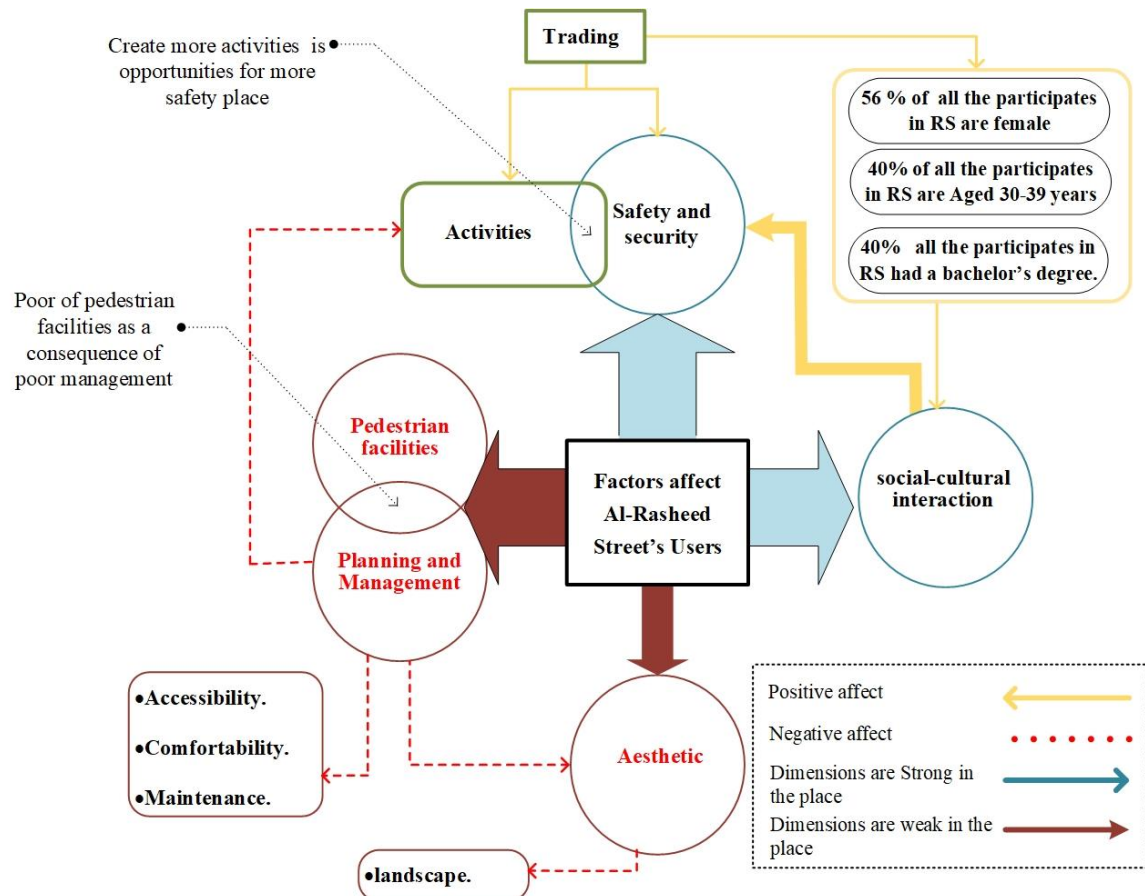 Trading
Create more activities is
opportunities for more
safety place
56 % of all the participates
in RS are female
40% of all the participates
in RS are Aged 30-39 years
40% all the participates in
RS had a bachelor's degree.
Activities
Safety and
security
Poor of pedestrian
facilities as a
consequence of
poor management
Pedestrian
facilities
Planning and
Management
Factors affect
Al-Rasheed
Street's Users
social-cultural
interaction
•Accessibility.
•Comfortability.
•Maintenance.
Aesthetic
•landscape.
Positive affect
Negative affect
Dimensions are Strong in
the place
Dimensions are weak in the
place